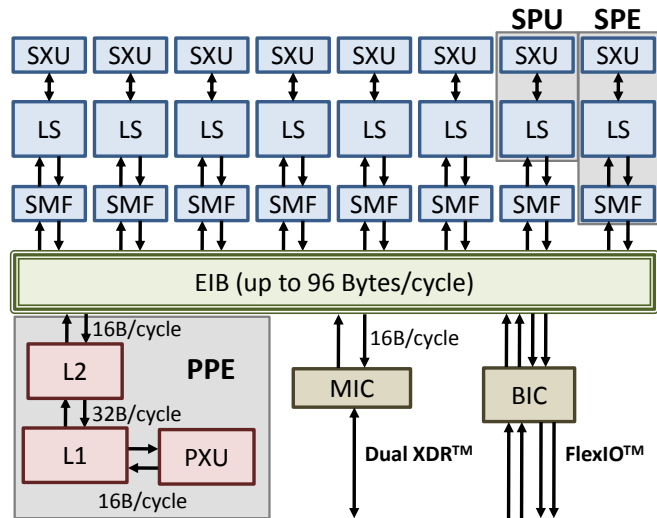 SPU SPE
SXU SXU SXU SXU SXU SXU SXU SXU
LS LS LS LS LS LS LS LS
SMF SMF SMF SMF SMF SMF SMF SMF
EIB (up to 96 Bytes/cycle)
16B/cycle
16B/cycle
L2
PPE
MIC
BIC
32B/cycle
L1
PXU
Dual XDR™
FlexIO™
16B/cycle